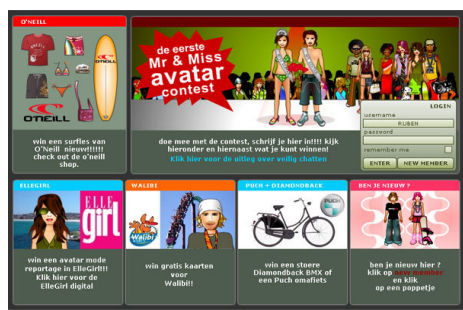 O'NEILL
O'NEILL
O'NEILL
win een surfles van
O'Neill nieuw!!!!!!
check out de o'neill
shop.
de eerste
Mr & Miss
avatar
contest
doe mee met de contest, schrijf je hier in!!!! kijk
hieronder en hiernaast wat je kunt winnen!
Klik hier voor de uitleg over veilig chatten
LOGIN
username
RUBEN
password
remember me
ENTER
NEW MEMBER
ELLEGIRL
ELLE
girl
win een avatar mode
reportage in ElleGirl!!!
Klik hier voor de
ElleGirl digital
WALIBI
Walibi
win gratis kaarten
voor
Walibi!!
PUCH + DIAMONDBACK
PUCH
win een stoere
Diamondback BMX of
een Puch omafiets
BEN JE NIEUW ?
ben je nieuw hier ?
klik op new member
en klik
op een poppetje